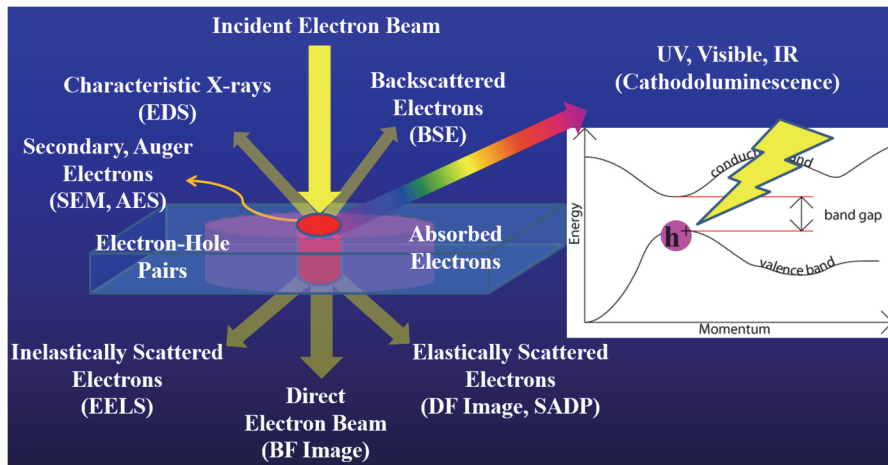 Incident Electron Beam
UV, Visible, IR
(Cathodoluminescence)
Characteristic X-rays
(EDS)
Backscattered
Electrons
(BSE)
Secondary, Auger
Electrons
(SEM, AES)
Electron-Hole
Pairs
Absorbed
Electrons
Inelastically Scattered
Electrons
(EELS)
Direct
Electron Beam
(BF Image)
Elastically Scattered
Electrons
(DF Image, SADP)
Energy
band gap
h+
valence band
Momentum